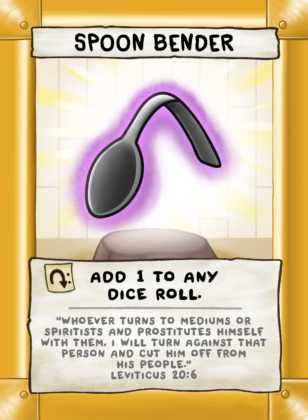 SPOON BENDER
ADD 1 TO ANY
DICE ROLL.
"WHOEVER TURNS TO MEDIUMS OR
SPIRITISTS AND PROSTITUTES HIMSELF
WITH THEM, I WILL TURN AGAINST THAT
PERSON AND CUT HIM OFF FROM
HIS PEOPLE."
LEVITICUS 20:6